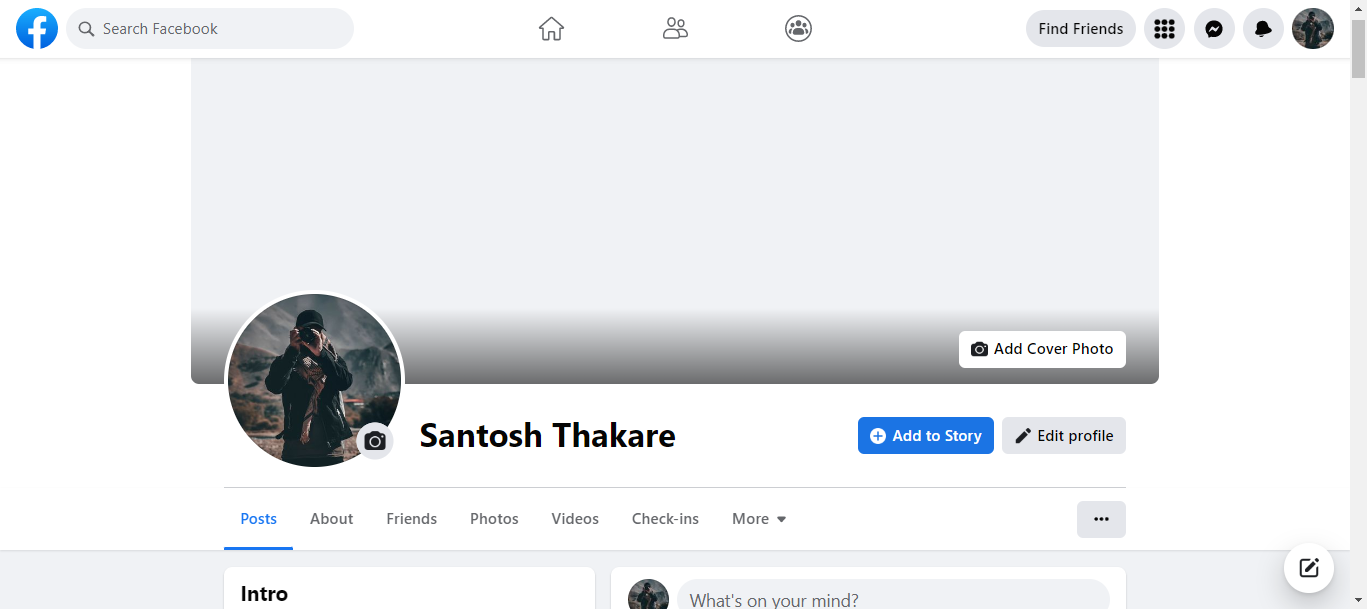 Search Facebook
Find Friends
Add Cover Photo
Santosh Thakare
Add to Story
Edit profile
Posts About Friends Photos Videos Check-ins More
Intro
What's on your mind?